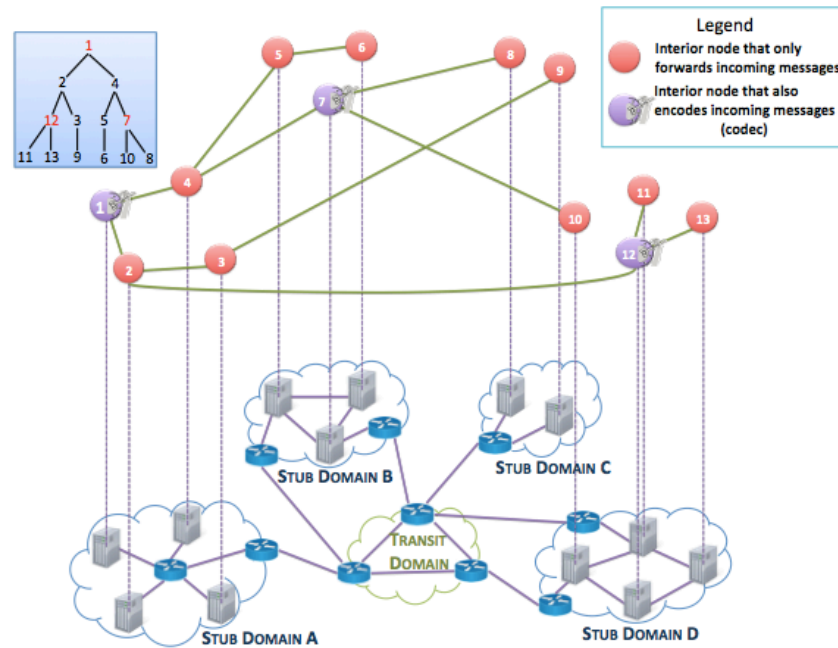 Legend
Interior node that only
forwards incoming messages
Interior node that also
encodes incoming messages
(codec)
1
2 4
12 3 5 7
11 13 9 6 10 8
5
6
7
8
9
4
1
11
10
13
3
12
2
STUB DOMAIN B
STUB DOMAIN C
TRANSIT
DOMAIN
STUB DOMAIN A
STUB DOMAIN D